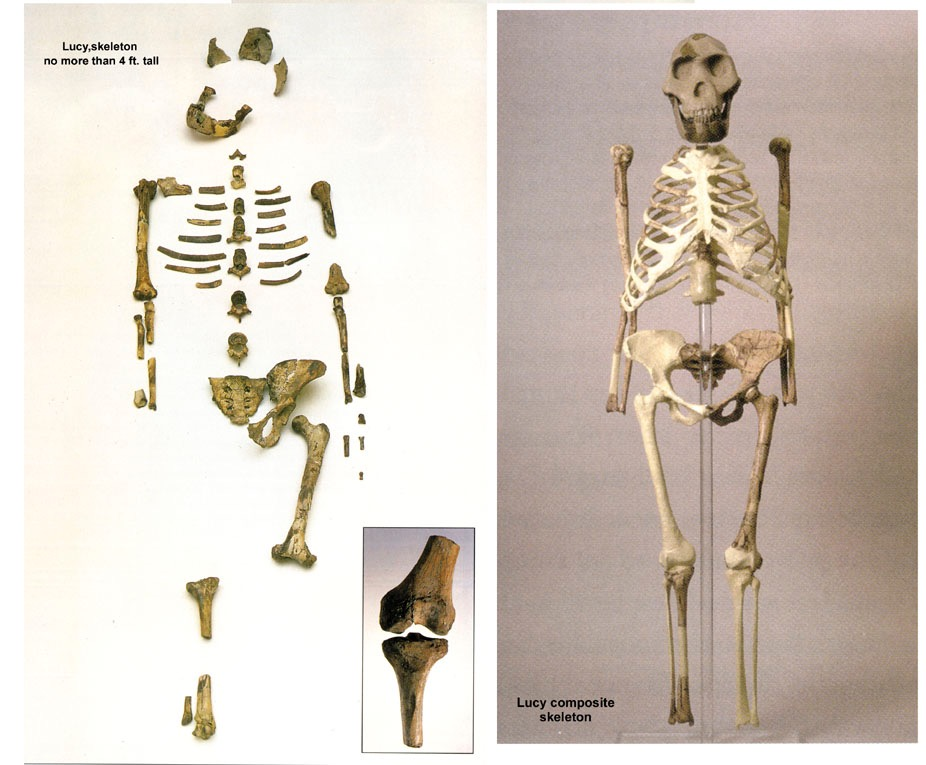 Lucy,skeleton
no more than 4 ft. tall
Lucy composite
skeleton